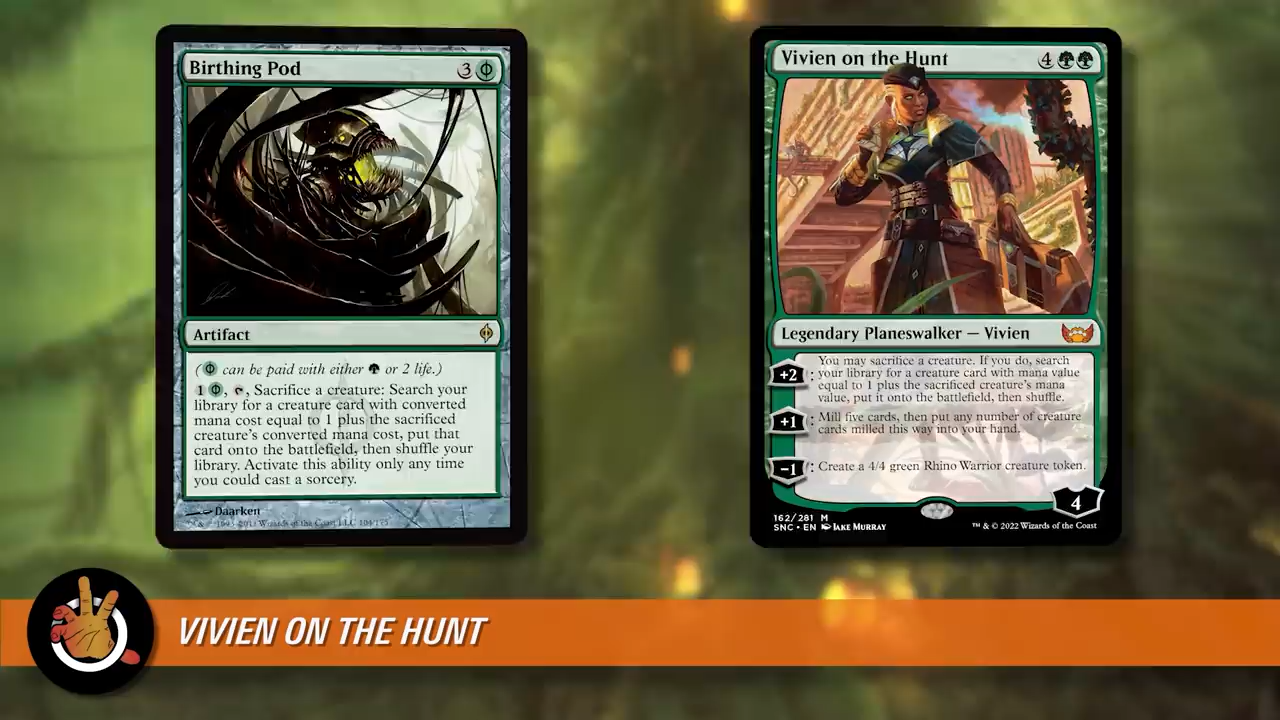 Birthing Pod
3
Artifact
( can be paid with either or 2 life.)
1 , , Sacrifice a creature: Search your
library for a creature card with converted
mana cost equal to 1 plus the sacrificed
creature's converted mana cost, put that
card onto the battlefield, then shuffle your
library. Activate this ability only any time
you could cast a sorcery.
Daarken
Wizards of the Coast LLC
Vivien on the Hunt
4
Legendary Planeswalker — Vivien
+2 : You may sacrifice a creature. If you do, search
your library for a creature card with mana value
equal to 1 plus the sacrificed creature's mana
value, put it onto the battlefield, then shuffle.
+1 : Mill five cards, then put any number of creature
cards milled this way into your hand.
−1 : Create a 4/4 green Rhino Warrior creature token.
4
162/281 M
SNC • EN Jake Murray
™ & © 2022 Wizards of the Coast
VIVIEN ON THE HUNT